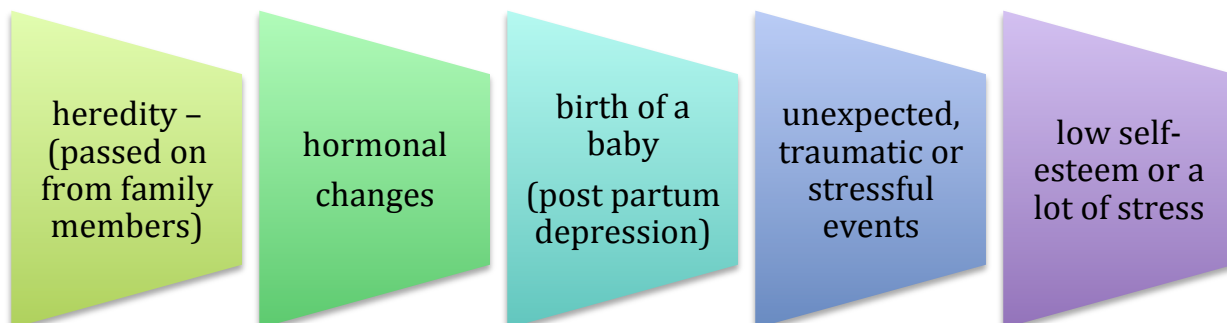 heredity –
(passed on
from family
members)
hormonal
changes
birth of a
baby
(post partum
depression)
unexpected,
traumatic or
stressful
events
low self-
esteem or a
lot of stress